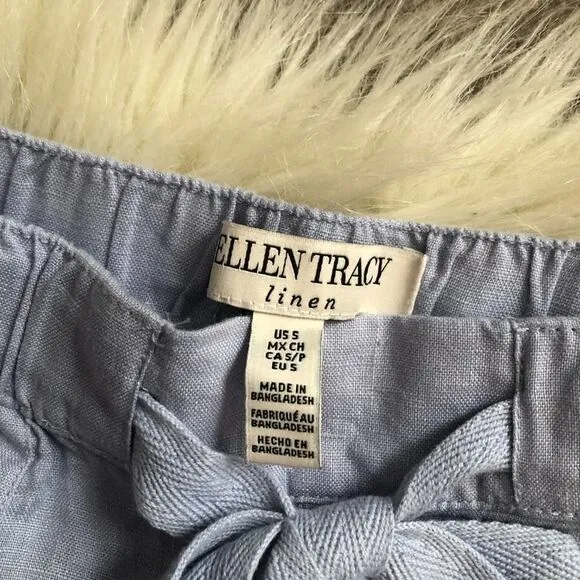 ELLEN TRACY
linen
US S
MX CH
CA S/P
EU S
MADE IN
BANGLADESH
FABRIQUÉ AU
BANGLADESH
HECHO EN
BANGLADESH